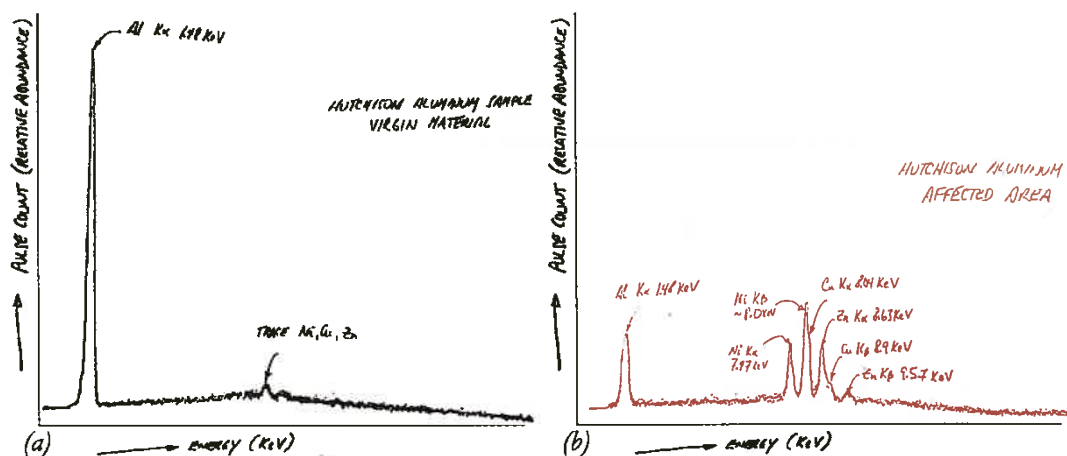 PULSE COUNT (RELATIVE ABUNDANCE)
Al Kα 1.48 KeV
HUTCHISON ALUMINUM SAMPLE
VIRGIN MATERIAL
TRACE Ni, Cu, Zn
(a)
ENERGY (KeV)
PULSE COUNT (RELATIVE ABUNDANCE)
HUTCHISON ALUMINUM
AFFECTED AREA
Al Kα 1.48 KeV
Ni Kβ
Cu Kα 8.04 KeV
Zn Kα 8.63 KeV
Ni Kα
7.47 KeV
Cu Kβ 8.9 KeV
Zn Kβ 9.57 KeV
(b)
ENERGY (KeV)